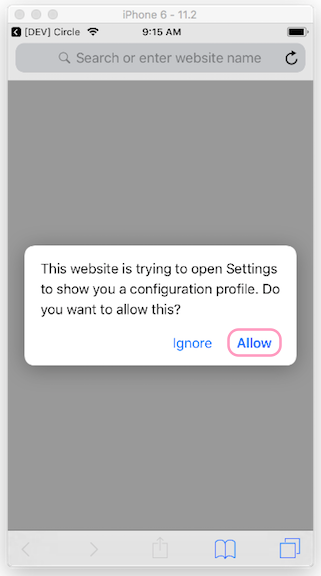 iPhone 6 - 11.2
[DEV] Circle 9:15 AM
Search or enter website name
This website is trying to open Settings
to show you a configuration profile. Do
you want to allow this?
Ignore Allow